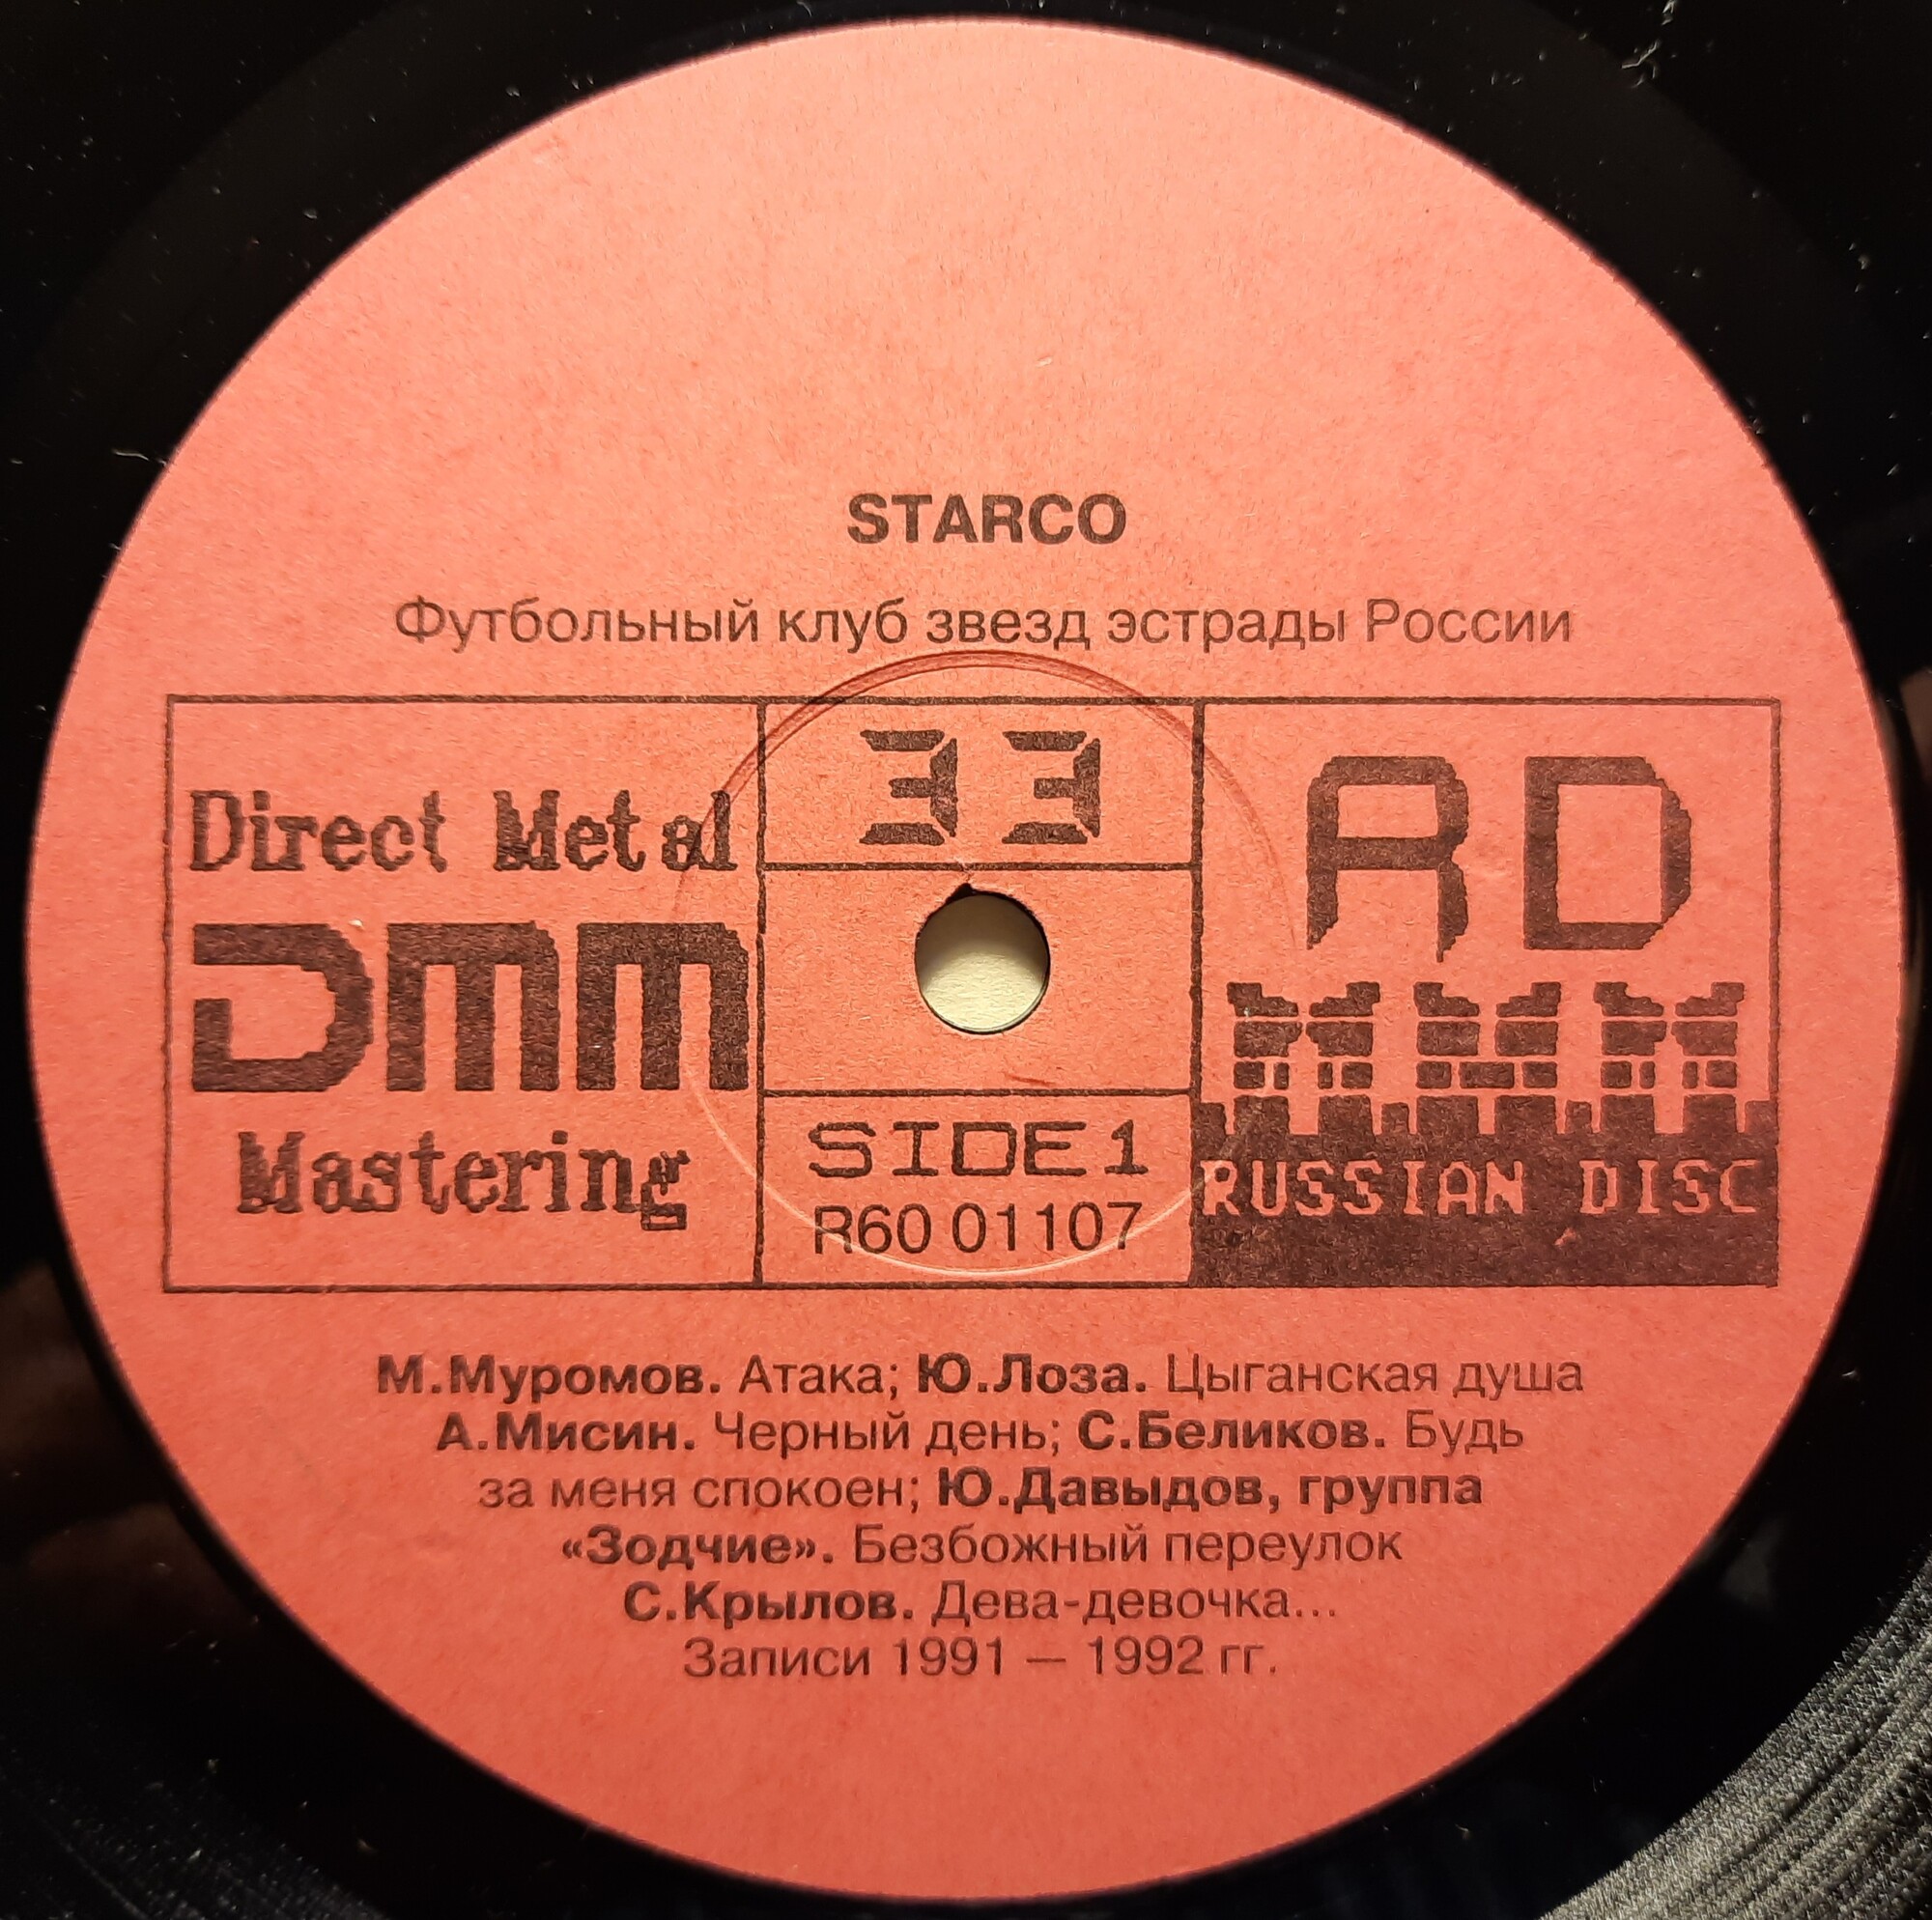 STARCO
Футбольный клуб звезд эстрады России
Direct Metal
DMM
Mastering
33
SIDE 1
R60 01107
RD
RUSSIAN DISC
М.Муромов. Атака; Ю.Лоза. Цыганская душа
А.Мисин. Черный день; С.Беликов. Будь
за меня спокоен; Ю.Давыдов, группа
«Зодчие». Безбожный переулок
С.Крылов. Дева-девочка...
Записи 1991 — 1992 гг.